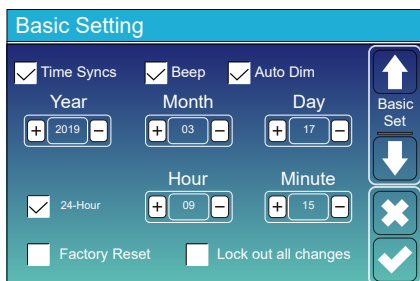 Basic Setting
Time Syncs Beep Auto Dim
Year Month Day
+ 2019 − + 03 − + 17 −
Basic
Set
Hour Minute
24-Hour + 09 − + 15 −
Factory Reset Lock out all changes